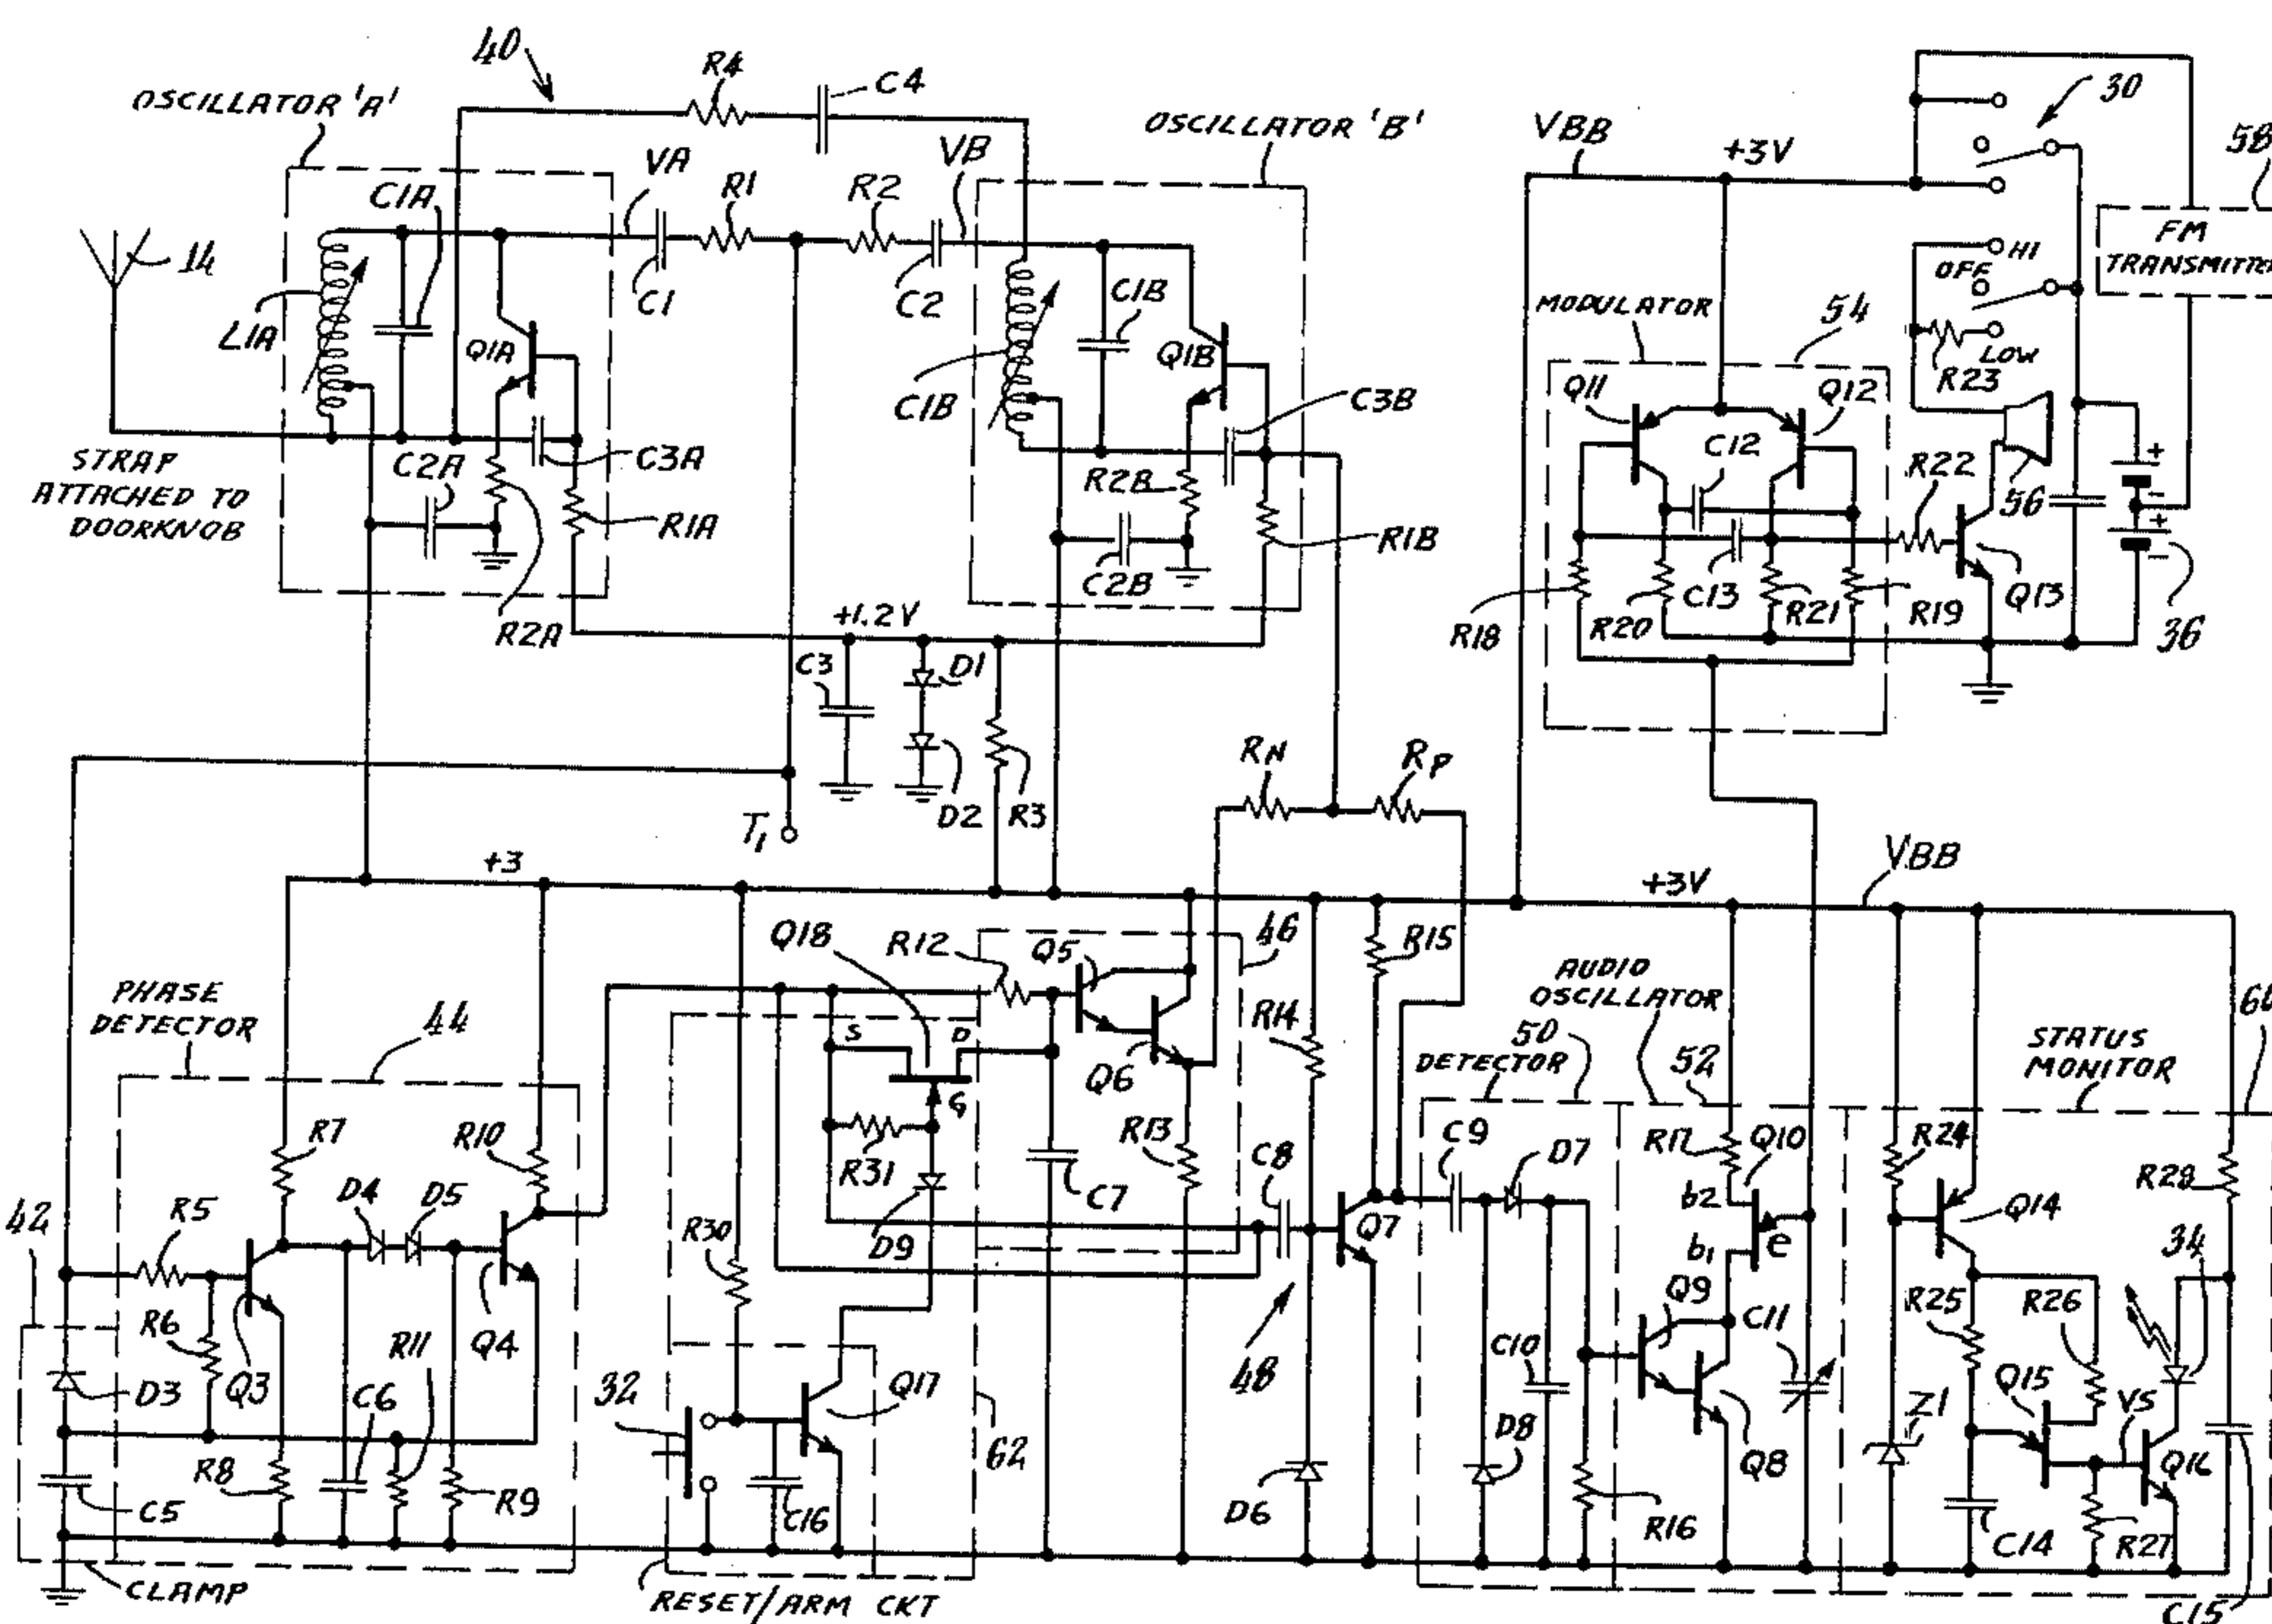 40
R4
C4
OSCILLATOR 'A'
OSCILLATOR 'B'
VBB
+3V
30
58
VA
R1
R2
VB
C1A
14
L1A
C1
C2
C1B
C1B
Q1A
Q1B
C3B
FM
TRANSMITTE
HI
OFF
LOW
R23
MODULATOR
54
Q11
Q12
C12
R22
56
+
-
+
-
STRAP
ATTACHED TO
DOORKNOB
C2A
C3A
R2B
R1A
R2A
C2B
R1B
C13
R18
R20
R21
R19
Q13
36
+1.2V
C3
D1
D2
R3
T1
RN
RP
+3
+3V
VBB
Q18
R12
Q5
46
R15
AUDIO
OSCILLATOR
PHASE
DETECTOR
44
S
D
G
Q6
R14
50
DETECTOR
52
STATUS
MONITOR
R7
R10
R31
R13
C8
C9
D7
R17
Q10
R24
R29
42
R5
D4
D5
R30
D9
C7
Q7
b2
b1
e
Q14
34
R6
Q3
R11
Q4
Q9
C11
R25
R26
D3
C6
32
Q17
48
C10
Q15
VS
Z1
R8
R9
62
D6
D8
Q8
Q16
C5
C16
R16
C14
R27
CLAMP
RESET/ARM CKT
C15